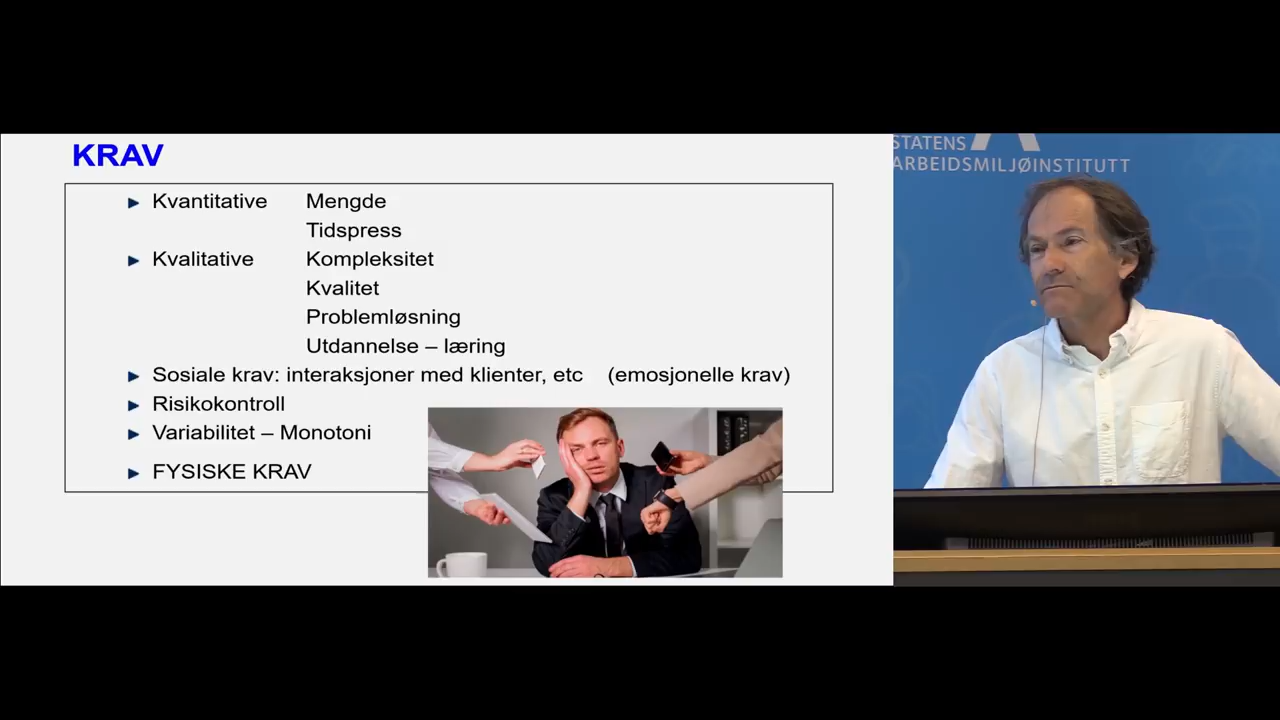 KRAV
► Kvantitative Mengde
Tidspress
► Kvalitative Kompleksitet
Kvalitet
Problemløsning
Utdannelse – læring
► Sosiale krav: interaksjoner med klienter, etc (emosjonelle krav)
► Risikokontroll
► Variabilitet – Monotoni
► FYSISKE KRAV
STATENS
ARBEIDSMILJØINSTITUTT